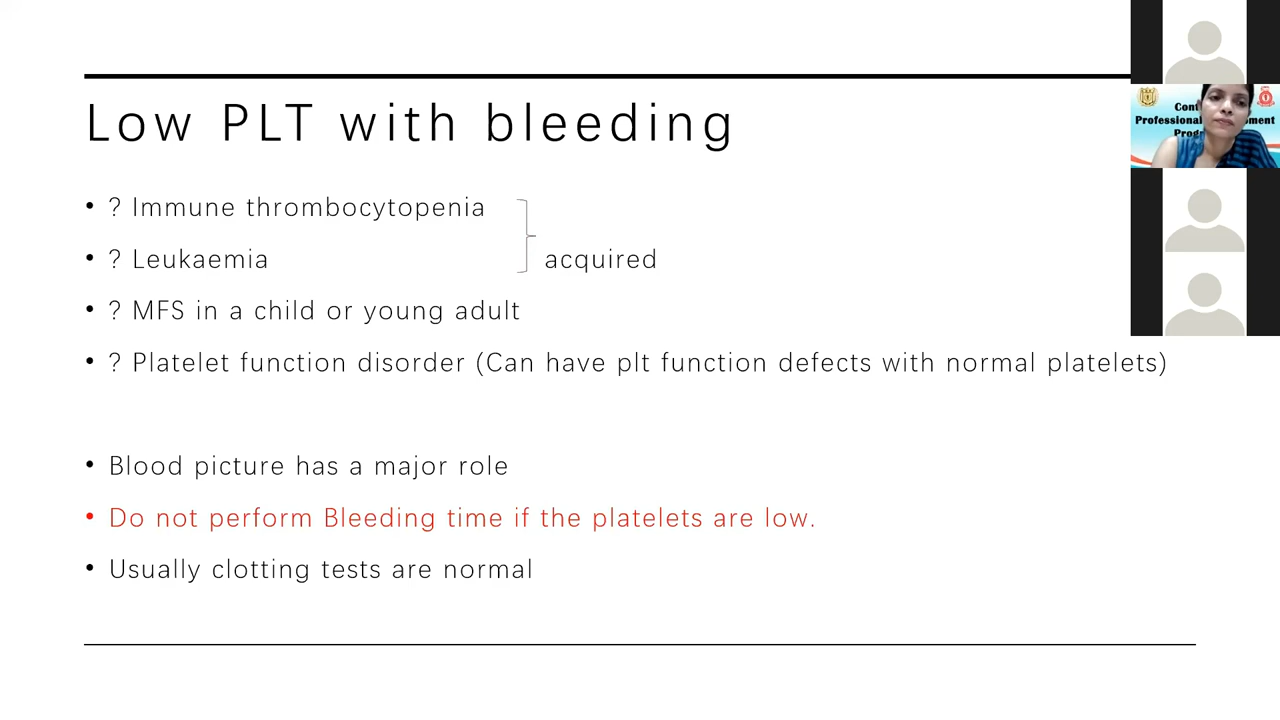 Low PLT with bleeding
• ? Immune thrombocytopenia
• ? Leukaemia
acquired
• ? MFS in a child or young adult
• ? Platelet function disorder (Can have plt function defects with normal platelets)
• Blood picture has a major role
• Do not perform Bleeding time if the platelets are low.
• Usually clotting tests are normal
Professional